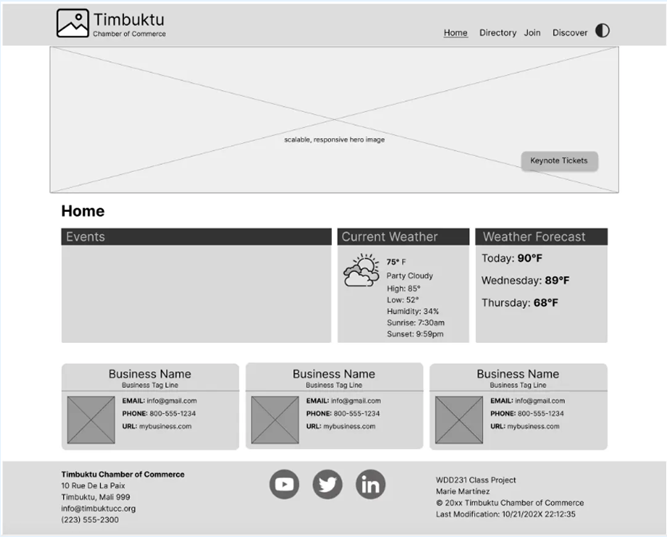 Timbuktu
Chamber of Commerce
Home Directory Join Discover
scalable, responsive hero image
Keynote Tickets
Home
Events
Current Weather
75° F
Party Cloudy
High: 85°
Low: 52°
Humidity: 34%
Sunrise: 7:30am
Sunset: 9:59pm
Weather Forecast
Today: 90°F
Wednesday: 89°F
Thursday: 68°F
Business Name
Business Tag Line
EMAIL: info@gmail.com
PHONE: 800-555-1234
URL: mybusiness.com
Business Name
Business Tag Line
EMAIL: info@gmail.com
PHONE: 800-555-1234
URL: mybusiness.com
Business Name
Business Tag Line
EMAIL: info@gmail.com
PHONE: 800-555-1234
URL: mybusiness.com
Timbuktu Chamber of Commerce
10 Rue De La Paix
Timbuktu, Mali 999
info@timbuktucc.org
(223) 555-2300
in
WDD231 Class Project
Marie Martinez
© 20xx Timbuktu Chamber of Commerce
Last Modification: 10/21/202X 22:12:35